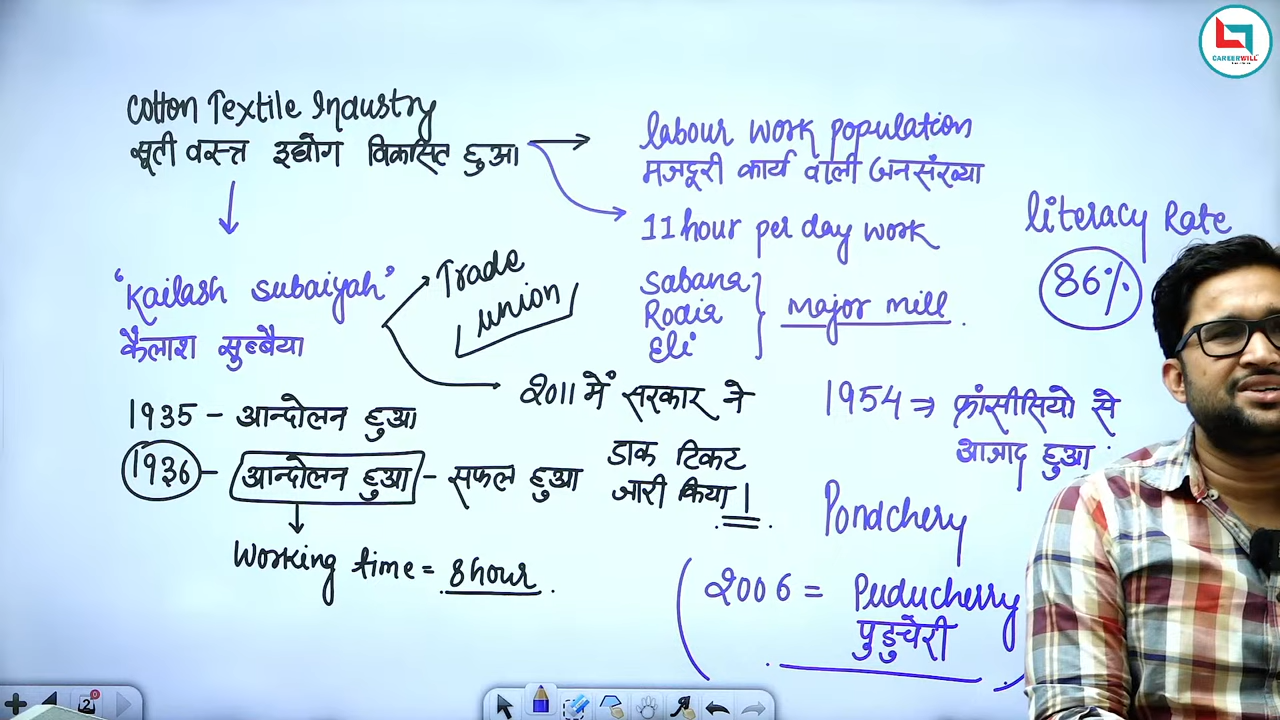 CAREERWILL
Cotton Textile Industry
सूती वस्त्र उद्योग विकसित हुआ
'Kailash subaiyah'
कैलाश सुब्बैया
Trade
union
1935 - आन्दोलन हुआ
1936 - आन्दोलन हुआ - सफल हुआ
Working time = 8 hour.
2011 में सरकार ने
डाक टिकट
जारी किया |
labour work population
मजदूरी कार्य वाली जनसंख्या
11 hour per day work
Sabana
Rodia
Eli
major mill.
literacy Rate
86%
1954 ⇒ फ्रांसीसियो से
आजाद हुआ
Pondchery
(2006 = Puducherry
पुडुचेरी
2